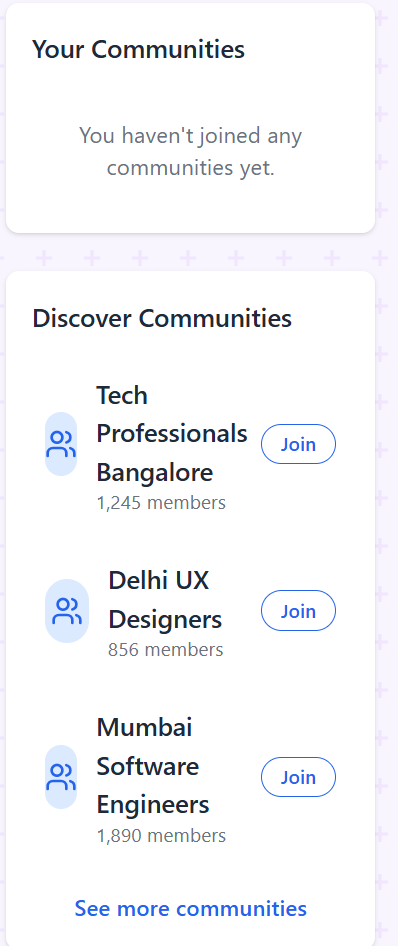 Your Communities
You haven't joined any
communities yet.
Discover Communities
Tech
Professionals
Bangalore
1,245 members
Join
Delhi UX
Designers
856 members
Join
Mumbai
Software
Engineers
1,890 members
Join
See more communities